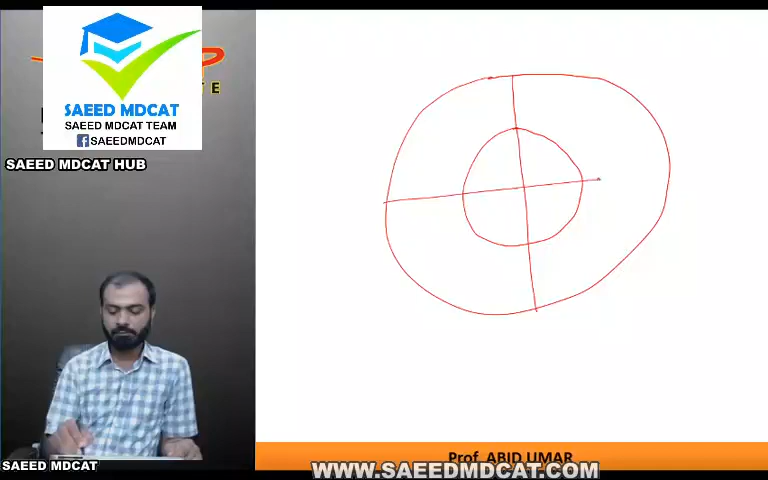 SAEED MDCAT
SAEED MDCAT TEAM
SAEEDMDCAT
SAEED MDCAT HUB
SAEED MDCAT
Prof. ABID UMAR
WWW.SAEEDMDCAT.COM